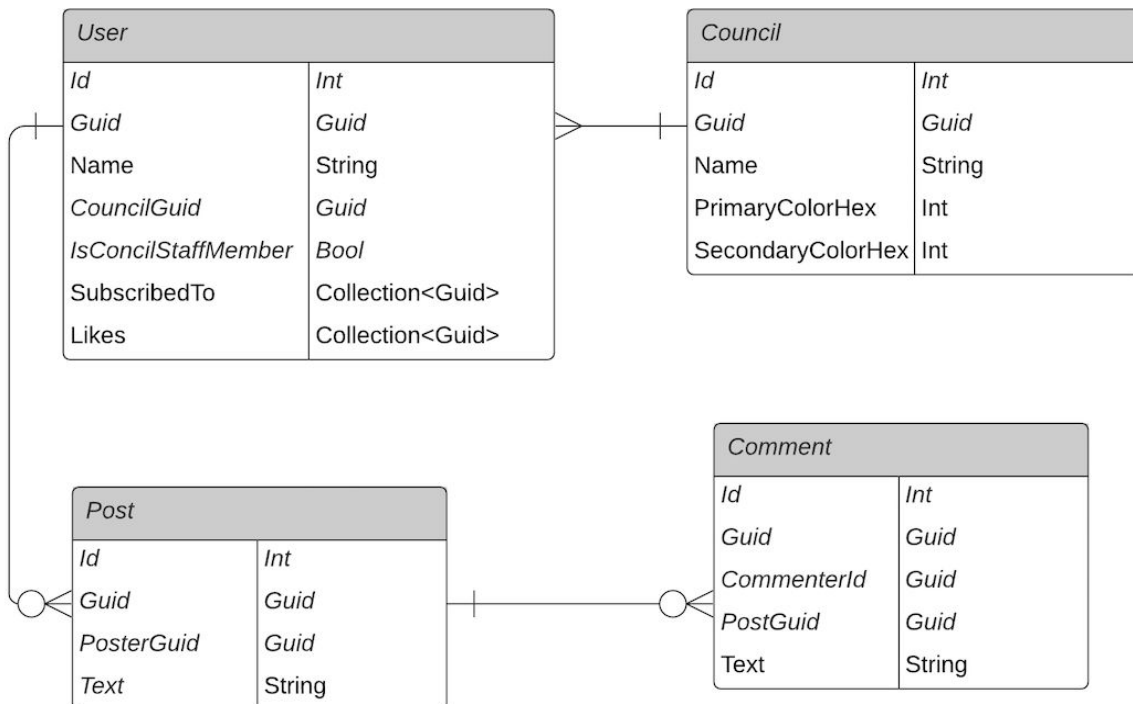 User
Id Int
Guid Guid
Name String
CouncilGuid Guid
IsConcilStaffMember Bool
SubscribedTo Collection<Guid>
Likes Collection<Guid>
Council
Id Int
Guid Guid
Name String
PrimaryColorHex Int
SecondaryColorHex Int
Post
Id Int
Guid Guid
PosterGuid Guid
Text String
Comment
Id Int
Guid Guid
CommenterId Guid
PostGuid Guid
Text String